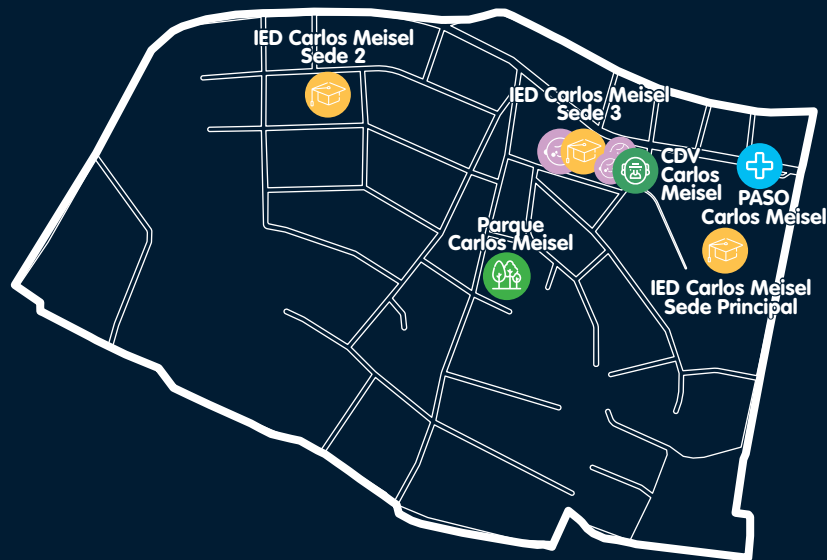 IED Carlos Meisel
Sede 2
IED Carlos Meisel
Sede 3
CDV
Carlos
Meisel
PASO
Carlos Meisel
Parque
Carlos Meisel
IED Carlos Meisel
Sede Principal